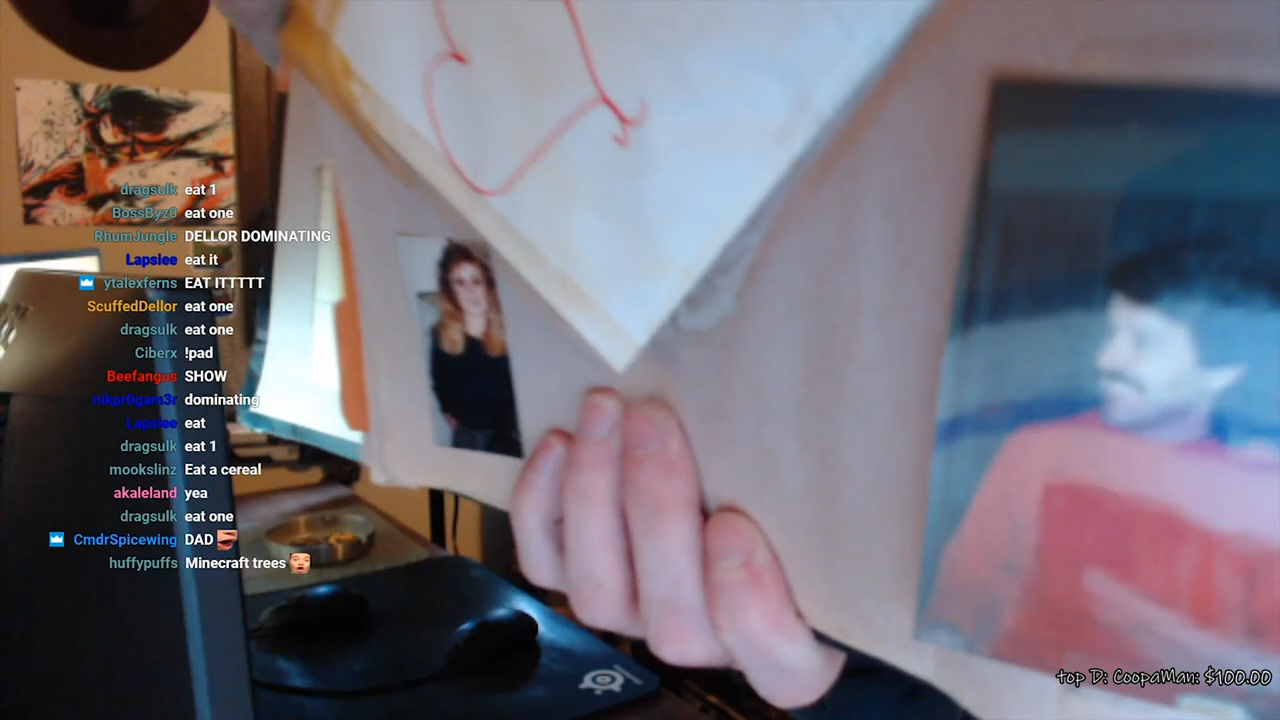 dragsulk eat 1
BossByz0 eat one
RhumJungle DELLOR DOMINATING
Lapslee eat it
ytalexferns EAT ITTTTT
ScuffedDellor eat one
dragsulk eat one
Ciberx !pad
Beefangus SHOW
nikpr0gam3r dominating
Lapslee eat
dragsulk eat 1
mookslinz Eat a cereal
akaleland yea
dragsulk eat one
CmdrSpicewing DAD
huffypuffs Minecraft trees
top D: CoopaMan: $100.00